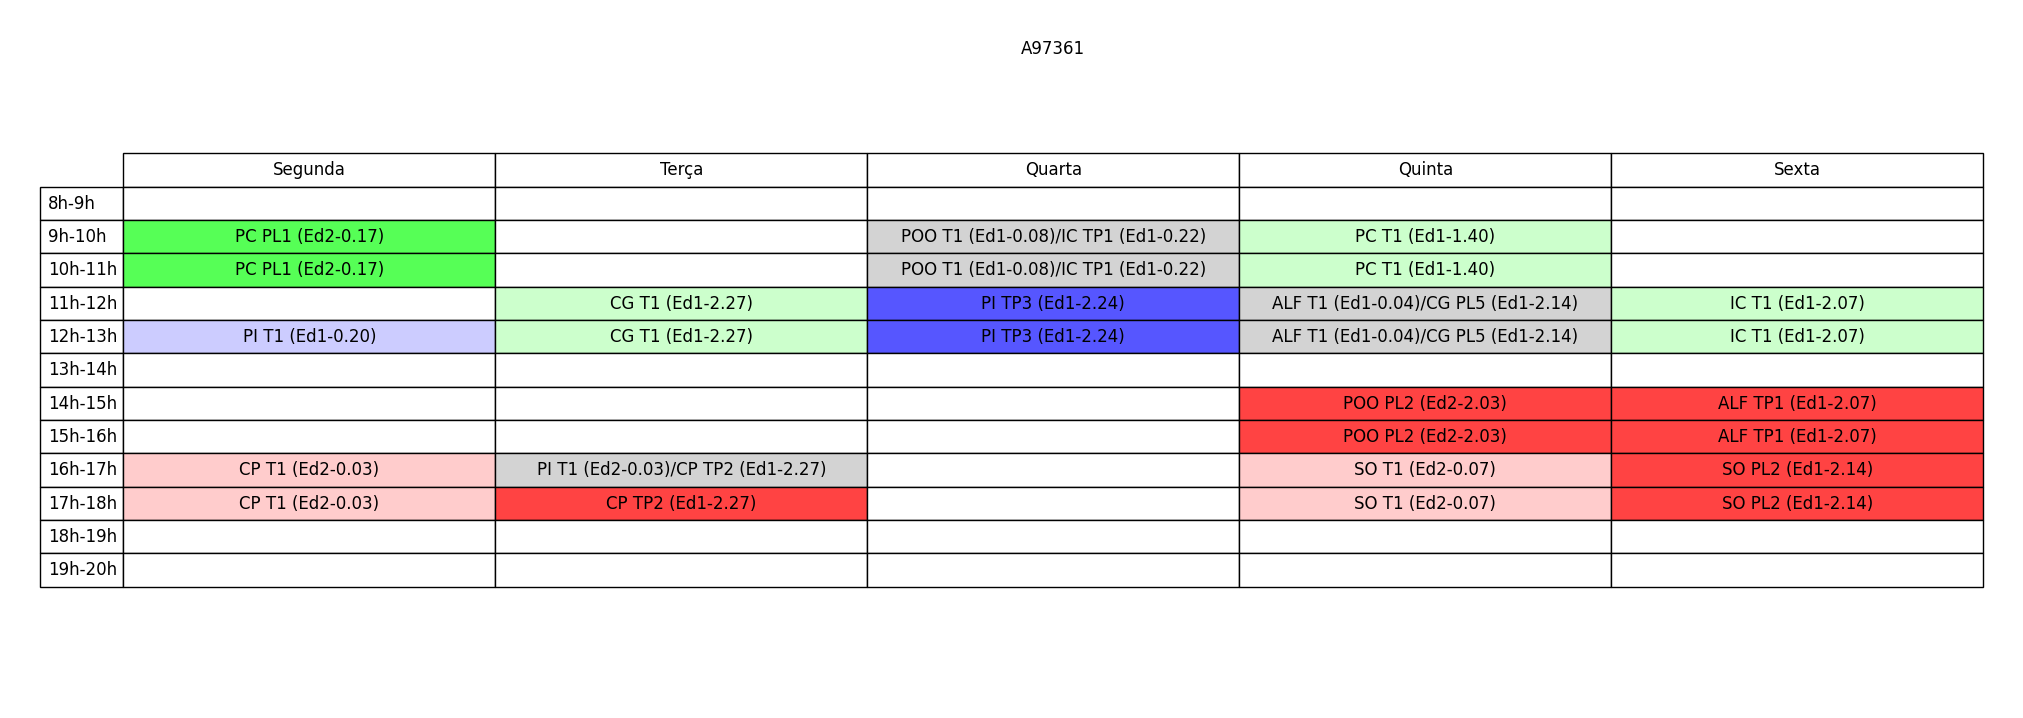 A97361
Segunda Terça Quarta Quinta Sexta
8h-9h
9h-10h PC PL1 (Ed2-0.17) POO T1 (Ed1-0.08)/IC TP1 (Ed1-0.22) PC T1 (Ed1-1.40)
10h-11h PC PL1 (Ed2-0.17) POO T1 (Ed1-0.08)/IC TP1 (Ed1-0.22) PC T1 (Ed1-1.40)
11h-12h CG T1 (Ed1-2.27) PI TP3 (Ed1-2.24) ALF T1 (Ed1-0.04)/CG PL5 (Ed1-2.14) IC T1 (Ed1-2.07)
12h-13h PI T1 (Ed1-0.20) CG T1 (Ed1-2.27) PI TP3 (Ed1-2.24) ALF T1 (Ed1-0.04)/CG PL5 (Ed1-2.14) IC T1 (Ed1-2.07)
13h-14h
14h-15h POO PL2 (Ed2-2.03) ALF TP1 (Ed1-2.07)
15h-16h POO PL2 (Ed2-2.03) ALF TP1 (Ed1-2.07)
16h-17h CP T1 (Ed2-0.03) PI T1 (Ed2-0.03)/CP TP2 (Ed1-2.27) SO T1 (Ed2-0.07) SO PL2 (Ed1-2.14)
17h-18h CP T1 (Ed2-0.03) CP TP2 (Ed1-2.27) SO T1 (Ed2-0.07) SO PL2 (Ed1-2.14)
18h-19h
19h-20h